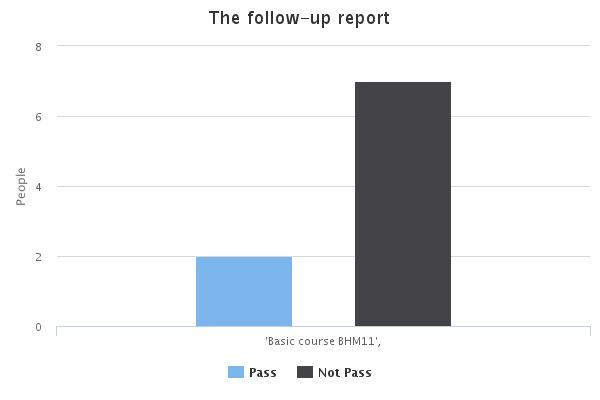 The follow-up report
8
6
4
2
0
People
'Basic course BHM11',
Pass
Not Pass